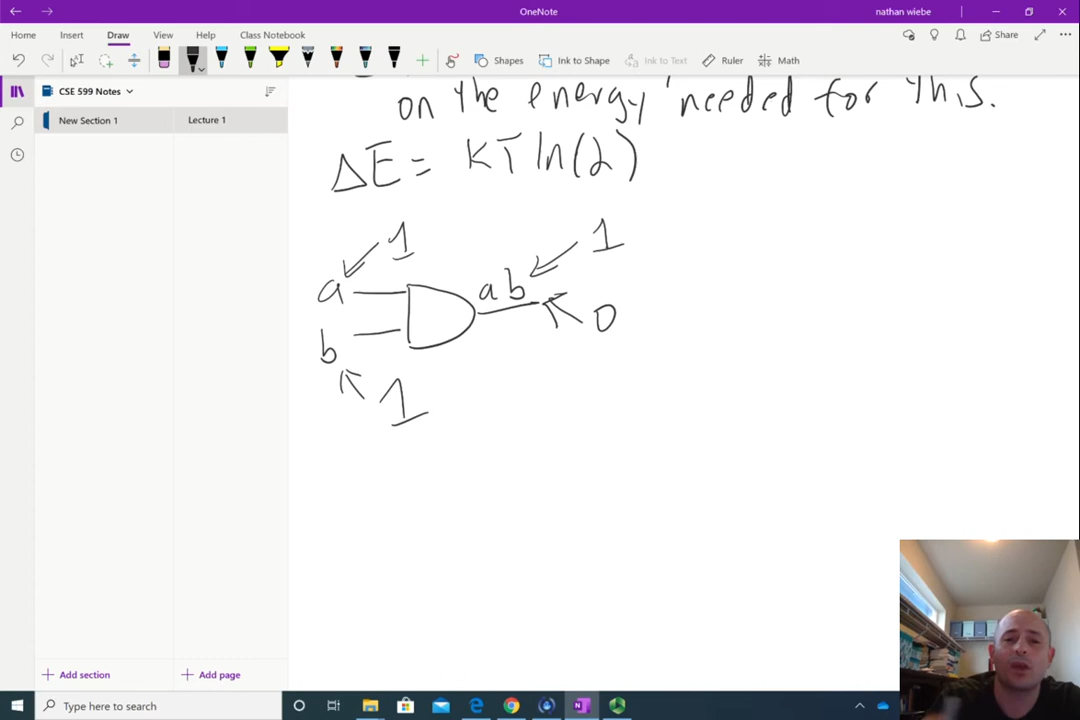 OneNote
nathan wiebe
Home Insert Draw View Help Class Notebook
Share
Shapes Ink to Shape Ink to Text Ruler Math
CSE 599 Notes
New Section 1
Lecture 1
on the energy needed for this.
ΔE = KT ln(2)
1
1
a
ab
0
b
1
Add section
Add page
Type here to search